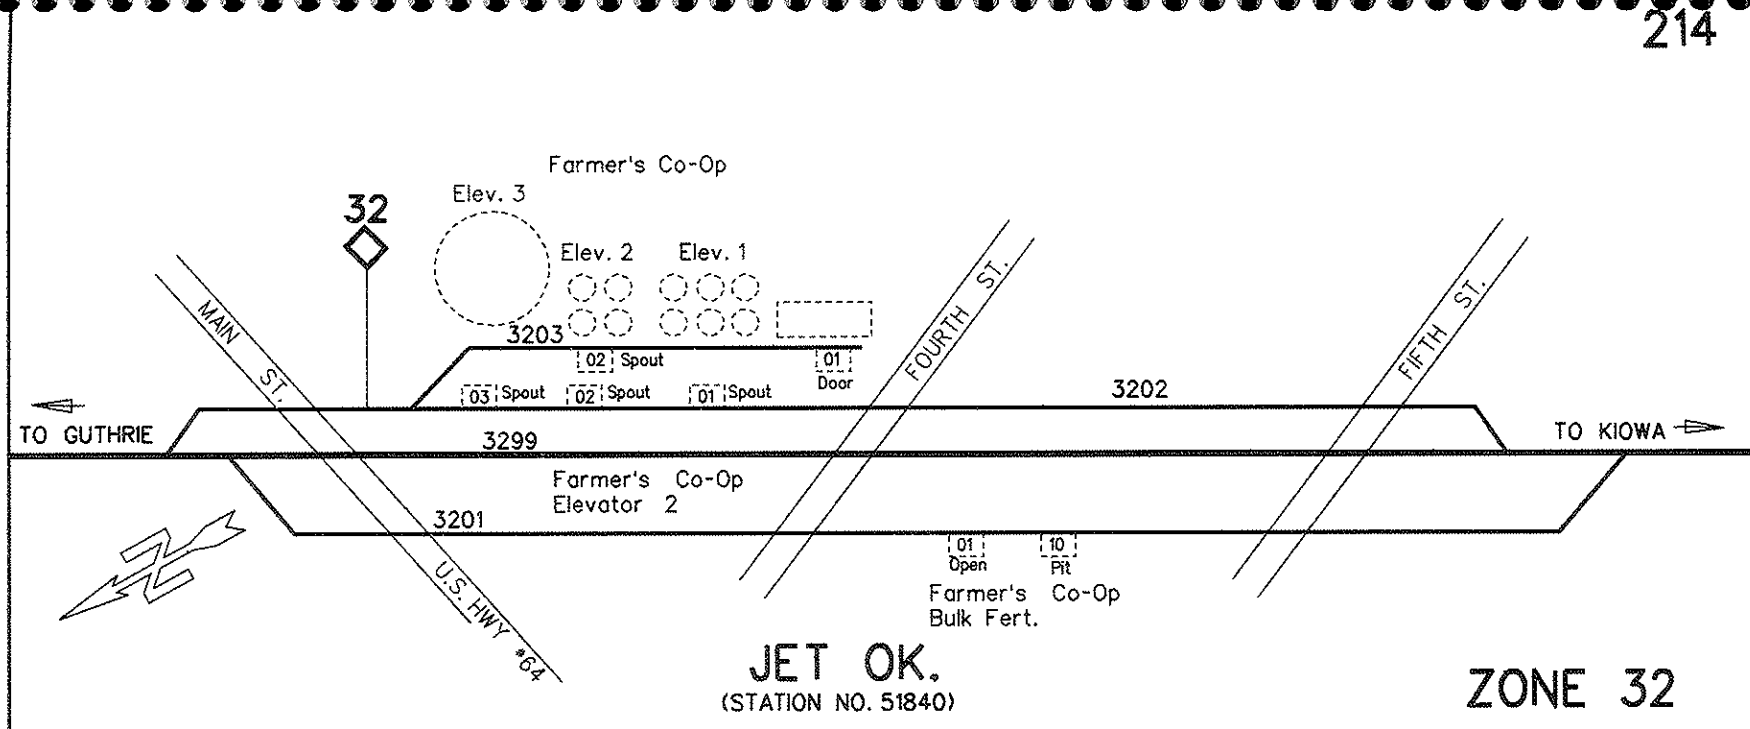 214
Farmer's Co-Op
Elev. 3
32
Elev. 2
Elev. 1
MAIN ST.
FOURTH ST.
FIFTH ST.
3203
02 Spout
01
Door
03 Spout
02 Spout
01 Spout
3202
TO GUTHRIE
3299
TO KIOWA
Farmer's Co-Op
Elevator 2
3201
N
01
Open
10
Pit
U.S. HWY #64
Farmer's Co-Op
Bulk Fert.
JET OK.
(STATION NO. 51840)
ZONE 32